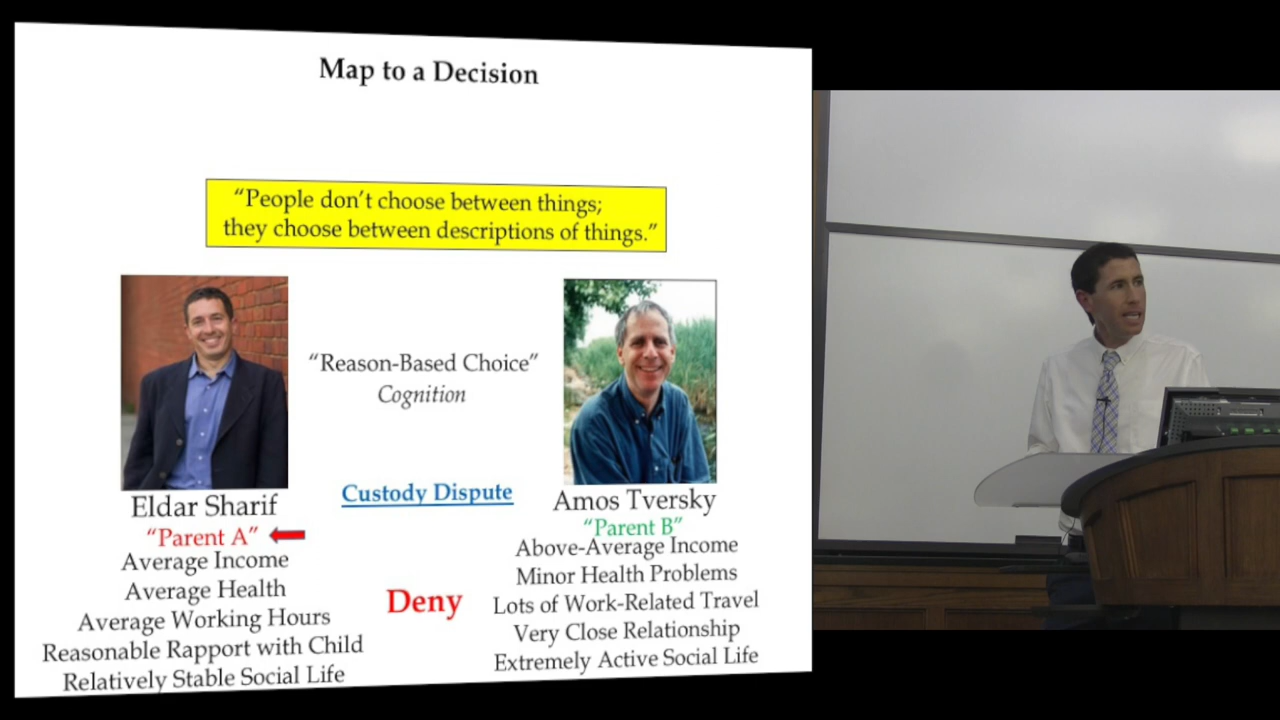 Map to a Decision
“People don’t choose between things;
they choose between descriptions of things.”
“Reason-Based Choice”
Cognition
Eldar Sharif
“Parent A”
Average Income
Average Health
Average Working Hours
Reasonable Rapport with Child
Relatively Stable Social Life
Custody Dispute
Deny
Amos Tversky
“Parent B”
Above-Average Income
Minor Health Problems
Lots of Work-Related Travel
Very Close Relationship
Extremely Active Social Life